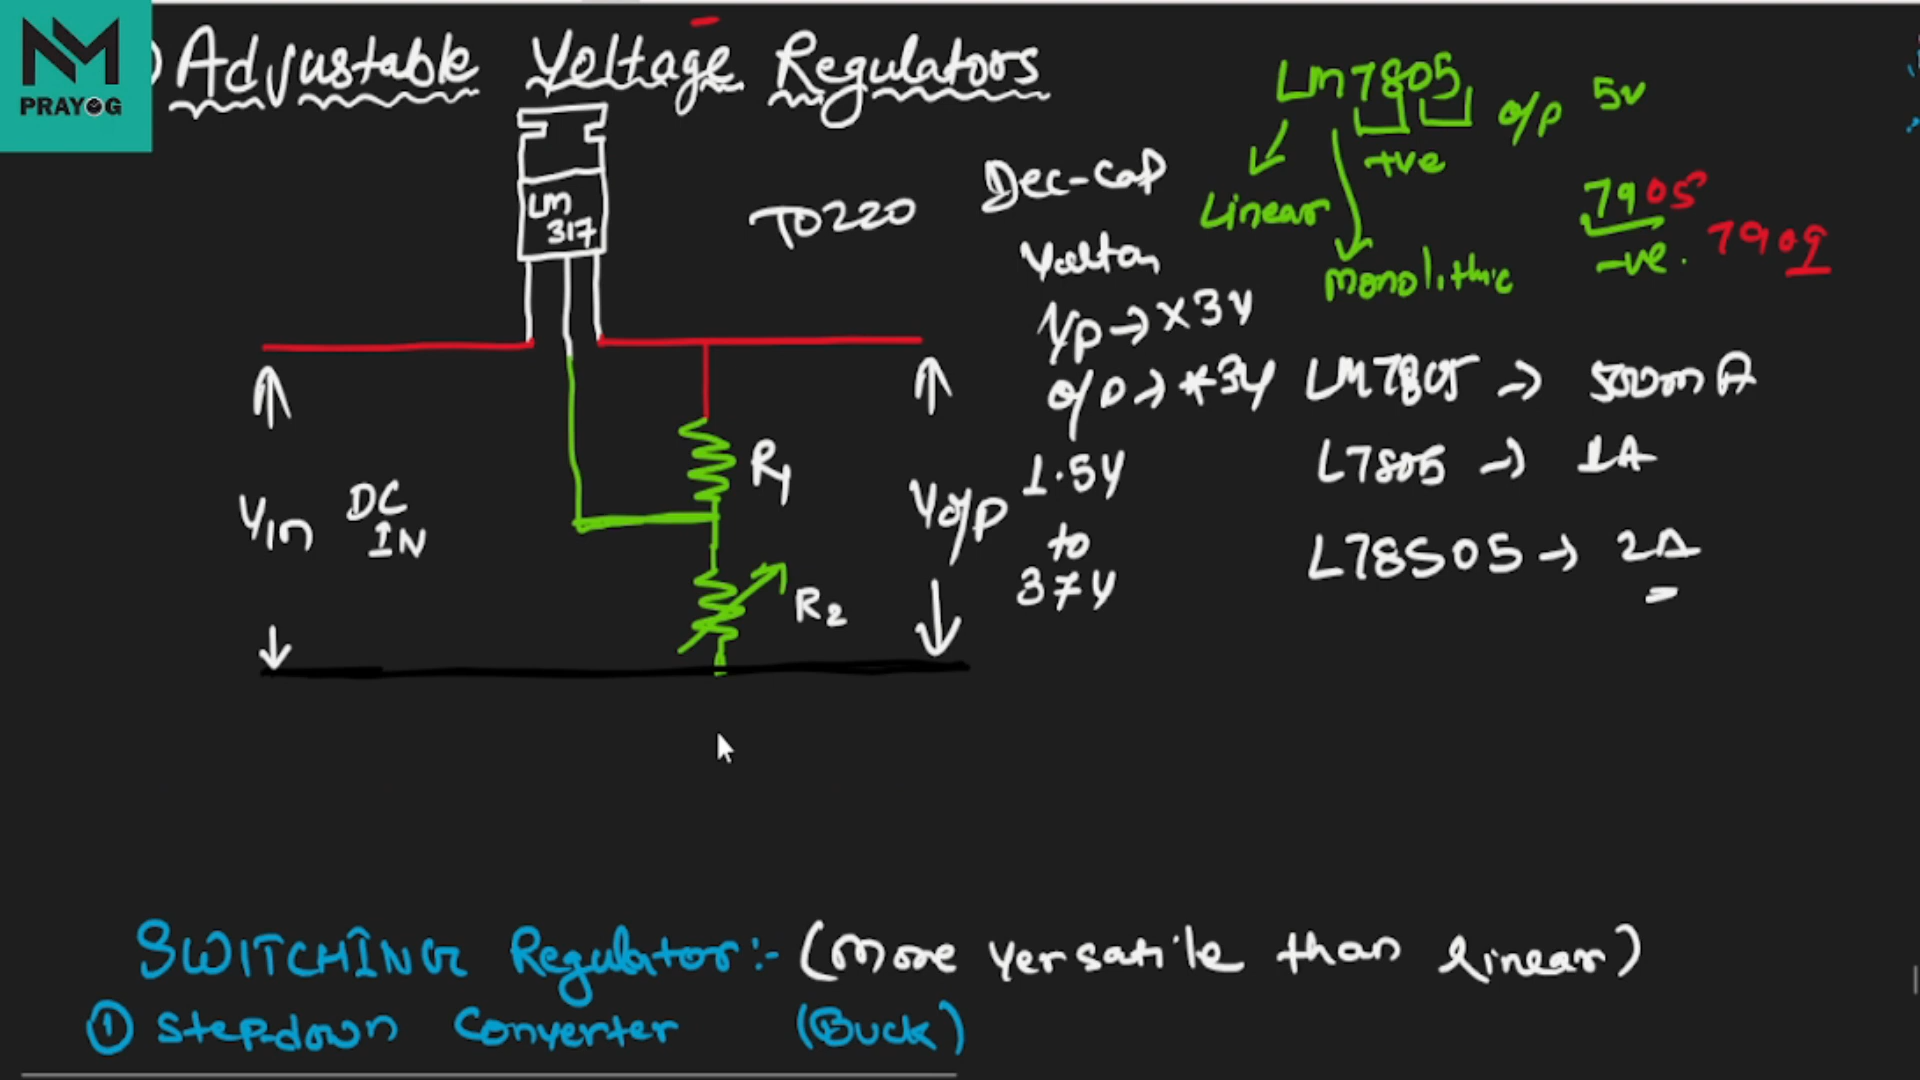 NM
PRAYOG
) Adjustable Voltage Regulators
LM
317
TO220
Vin DC
IN
R1
R2
Vo/p
Dec-cap
I/p → x 3V
o/p → * 3V
1.5V
to
37V
LM7805 o/p 5v
+ve
Linear
monolithic
7905
-ve. 7909
LM7805 → 500mA
L7805 → 1A
L78S05 → 2A
SWITCHING Regulator:- (more versatile than linear)
① Stepdown Converter (Buck)